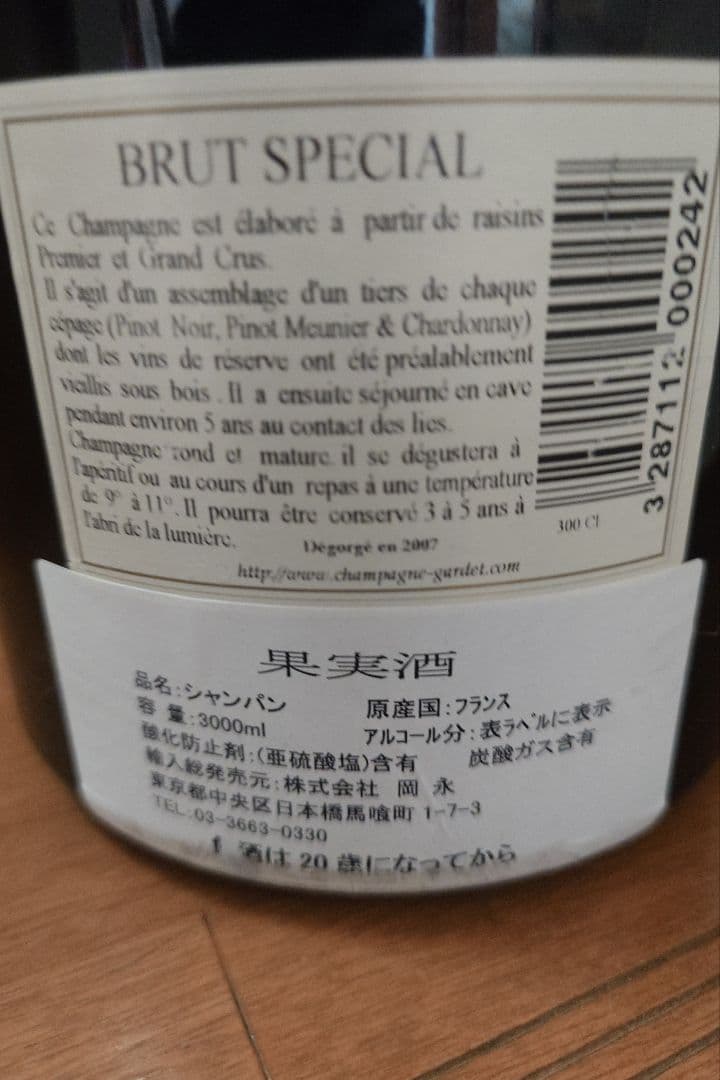 BRUT SPECIAL
Ce Champagne est élaboré à partir de raisins
Premier et Grand Crus.
Il s'agit d'un assemblage d'un tiers de chaque
cépage (Pinot Noir, Pinot Meunier & Chardonnay)
dont les vins de réserve ont été préalablement
vieillis sous bois. Il a ensuite séjourné en cave
pendant environ 5 ans au contact des lies.
Champagne rond et mature il se dégustera à
l'apéritif ou au cours d'un repas à une température
de 9° à 11°. Il pourra être conservé 3 à 5 ans à
l'abri de la lumière.
Dégorgé en 2007
http://www.champagne-gardet.com
3 287112 000242
300 Cl
果実酒
品名:シャンパン 原産国:フランス
容量:3000ml アルコール分:表ラベルに表示
酸化防止剤:(亜硫酸塩)含有 炭酸ガス含有
輸入総発売元:株式会社 岡永
東京都中央区日本橋馬喰町 1-7-3
TEL:03-3663-0330
酒は20歳になってから